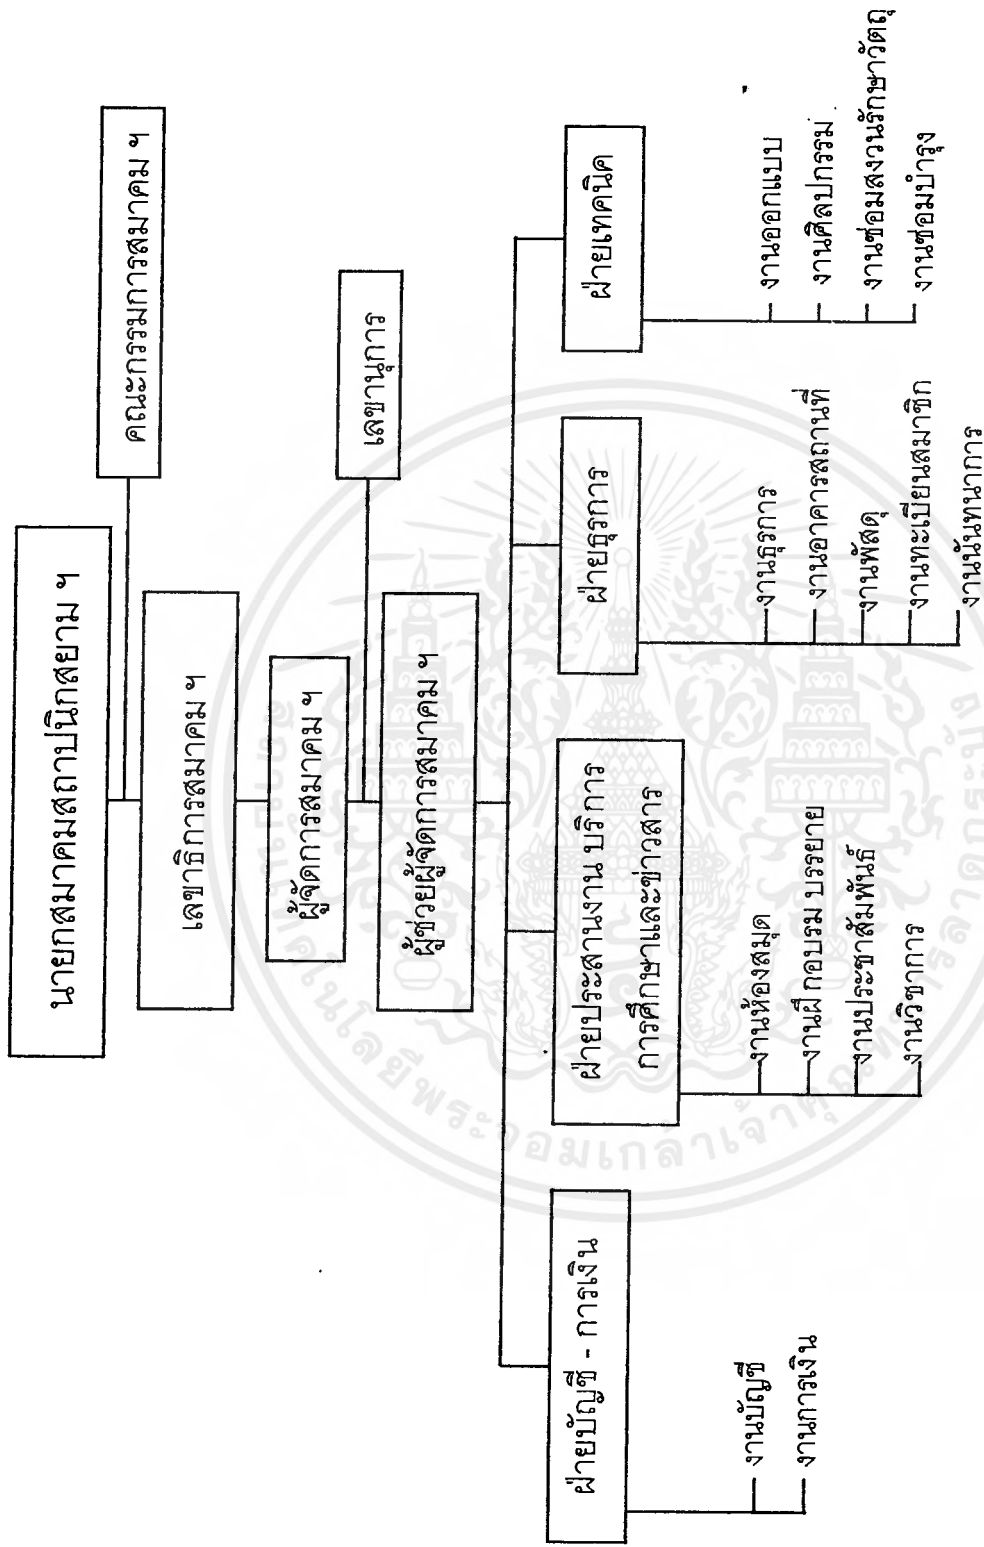 นายกสมาคมสถาปนิกสยาม ฯ
คณะกรรมการสมาคม ฯ
เลขาธิการสมาคม ฯ
ผู้จัดการสมาคม ฯ
เลขานุการ
ผู้ช่วยผู้จัดการสมาคม ฯ
ฝ่ายบัญชี - การเงิน
งานบัญชี
งานการเงิน
ฝ่ายประสานงาน บริการ
การศึกษาและข่าวสาร
งานห้องสมุด
งานฝึกอบรม บรรยาย
งานประชาสัมพันธ์
งานวิชาการ
ฝ่ายธุรการ
งานธุรการ
งานอาคารสถานที่
งานพัสดุ
งานทะเบียนสมาชิก
งานนันทนาการ
ฝ่ายเทคนิค
งานออกแบบ
งานศิลปกรรม
งานซ่อมสงวนรักษาวัตถุ
งานซ่อมบำรุง